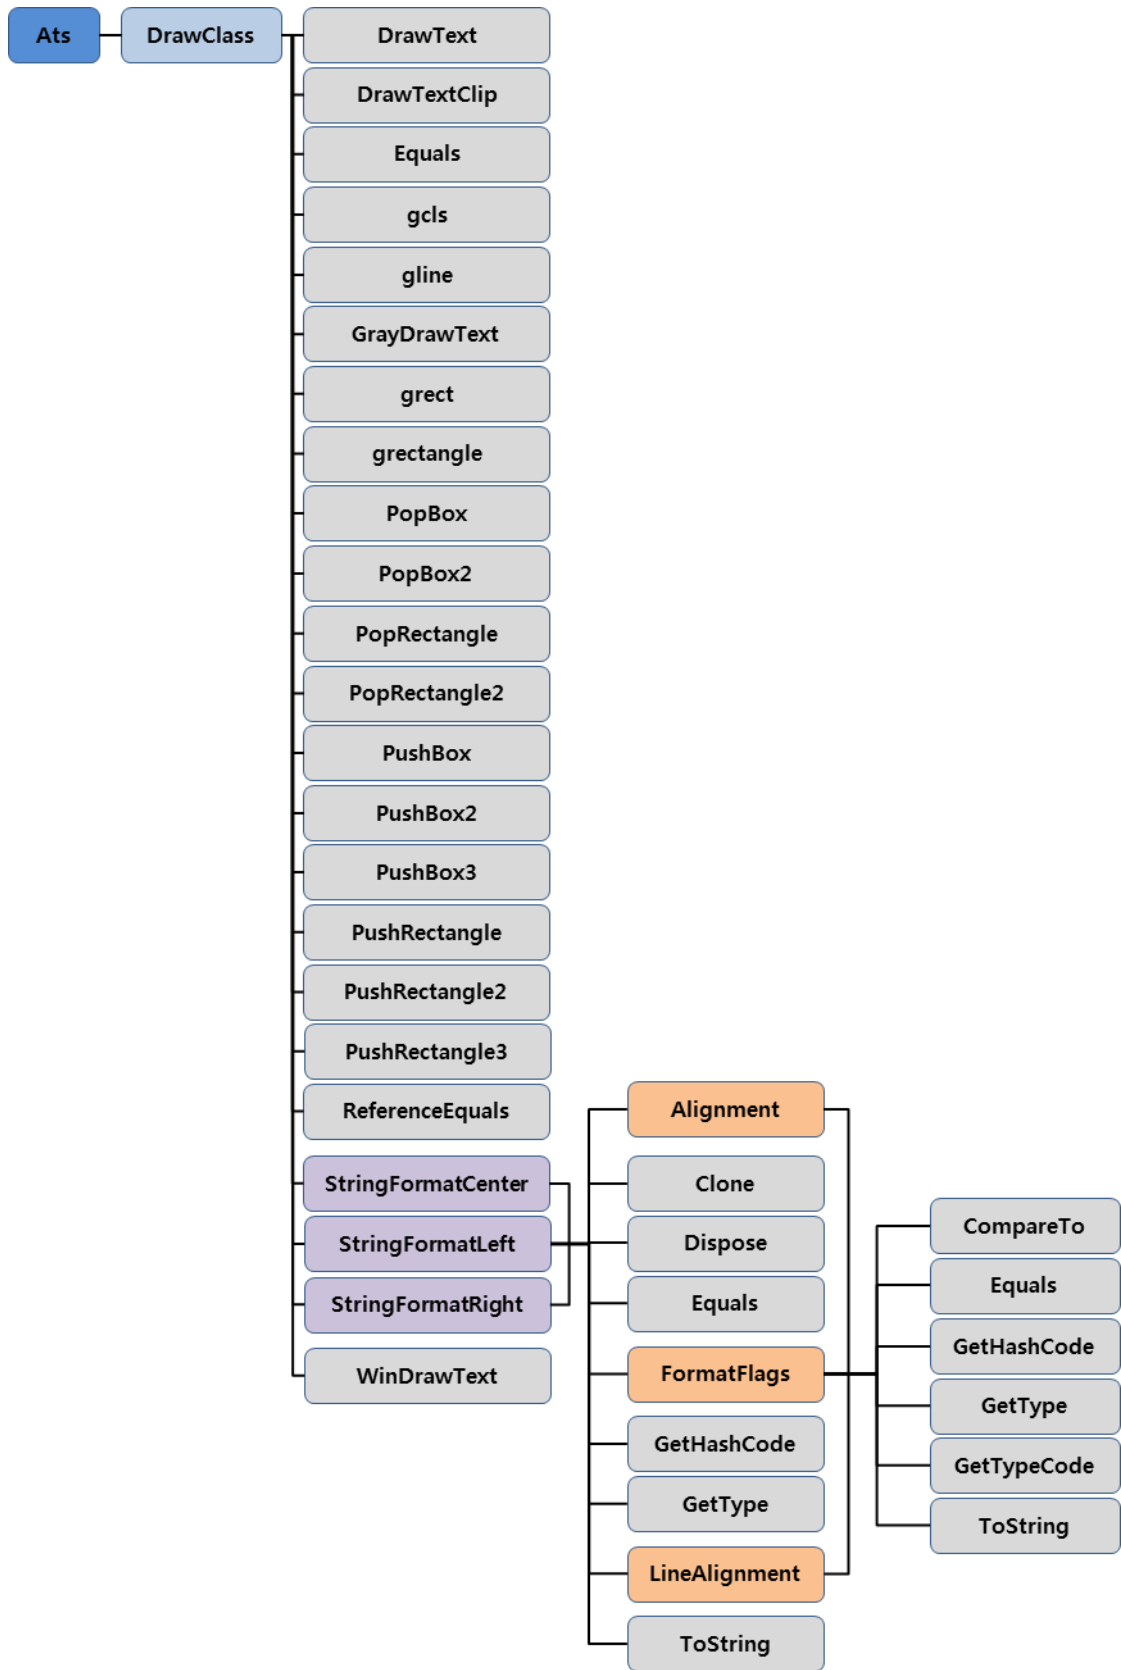 Ats
DrawClass
DrawText
DrawTextClip
Equals
gcls
gline
GrayDrawText
grect
grectangle
PopBox
PopBox2
PopRectangle
PopRectangle2
PushBox
PushBox2
PushBox3
PushRectangle
PushRectangle2
PushRectangle3
ReferenceEquals
StringFormatCenter
StringFormatLeft
StringFormatRight
WinDrawText
Alignment
Clone
Dispose
Equals
FormatFlags
GetHashCode
GetType
LineAlignment
ToString
CompareTo
Equals
GetHashCode
GetType
GetTypeCode
ToString